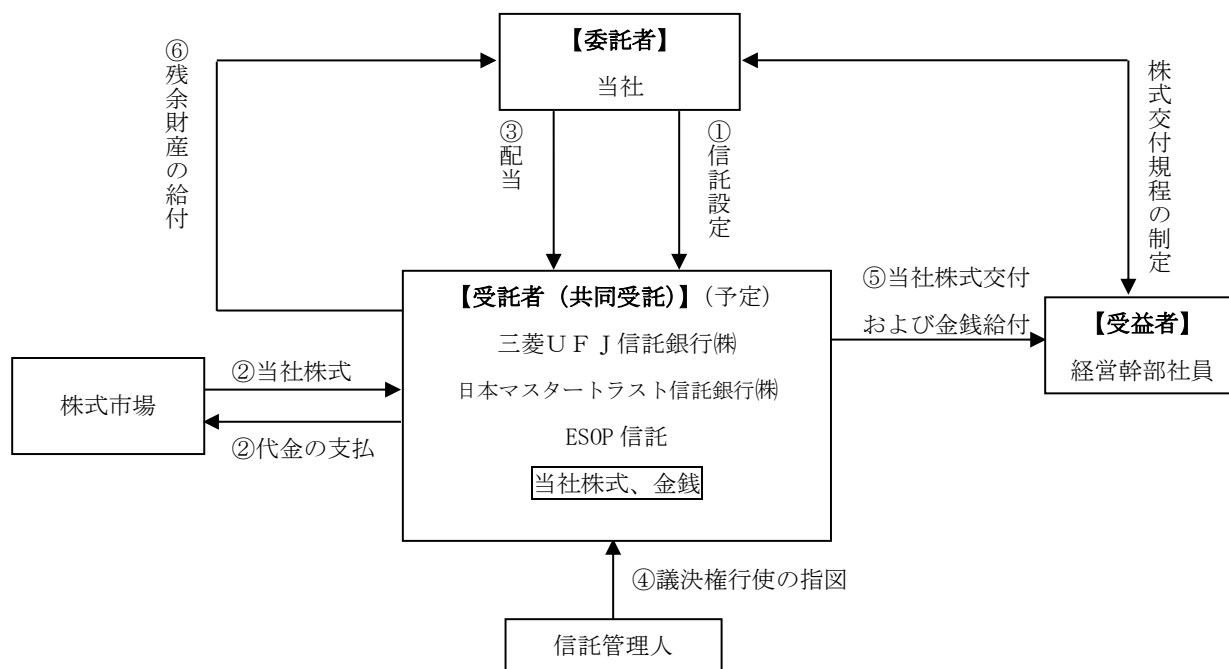 【委託者】
当社
⑥残余財産の給付
③配当
①信託設定
株式交付規程の制定
【受託者（共同受託）】（予定）
三菱ＵＦＪ信託銀行㈱
日本マスタートラスト信託銀行㈱
ESOP 信託
当社株式、金銭
⑤当社株式交付
および金銭給付
【受益者】
経営幹部社員
株式市場
②当社株式
②代金の支払
④議決権行使の指図
信託管理人